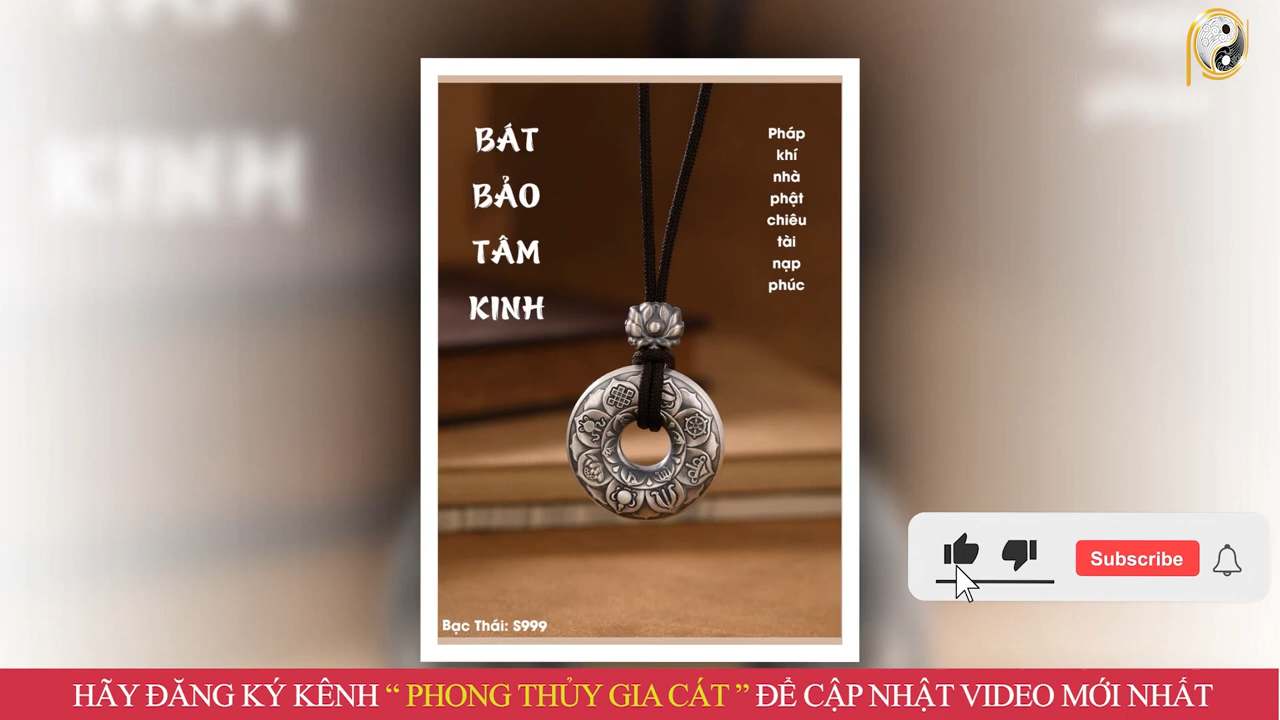 BÁT
BẢO
TÂM
KINH
Pháp
khí
nhà
phật
chiêu
tài
nạp
phúc
Bạc Thái: S999
Subscribe
HÃY ĐĂNG KÝ KÊNH “ PHONG THỦY GIA CÁT ” ĐỂ CẬP NHẬT VIDEO MỚI NHẤT